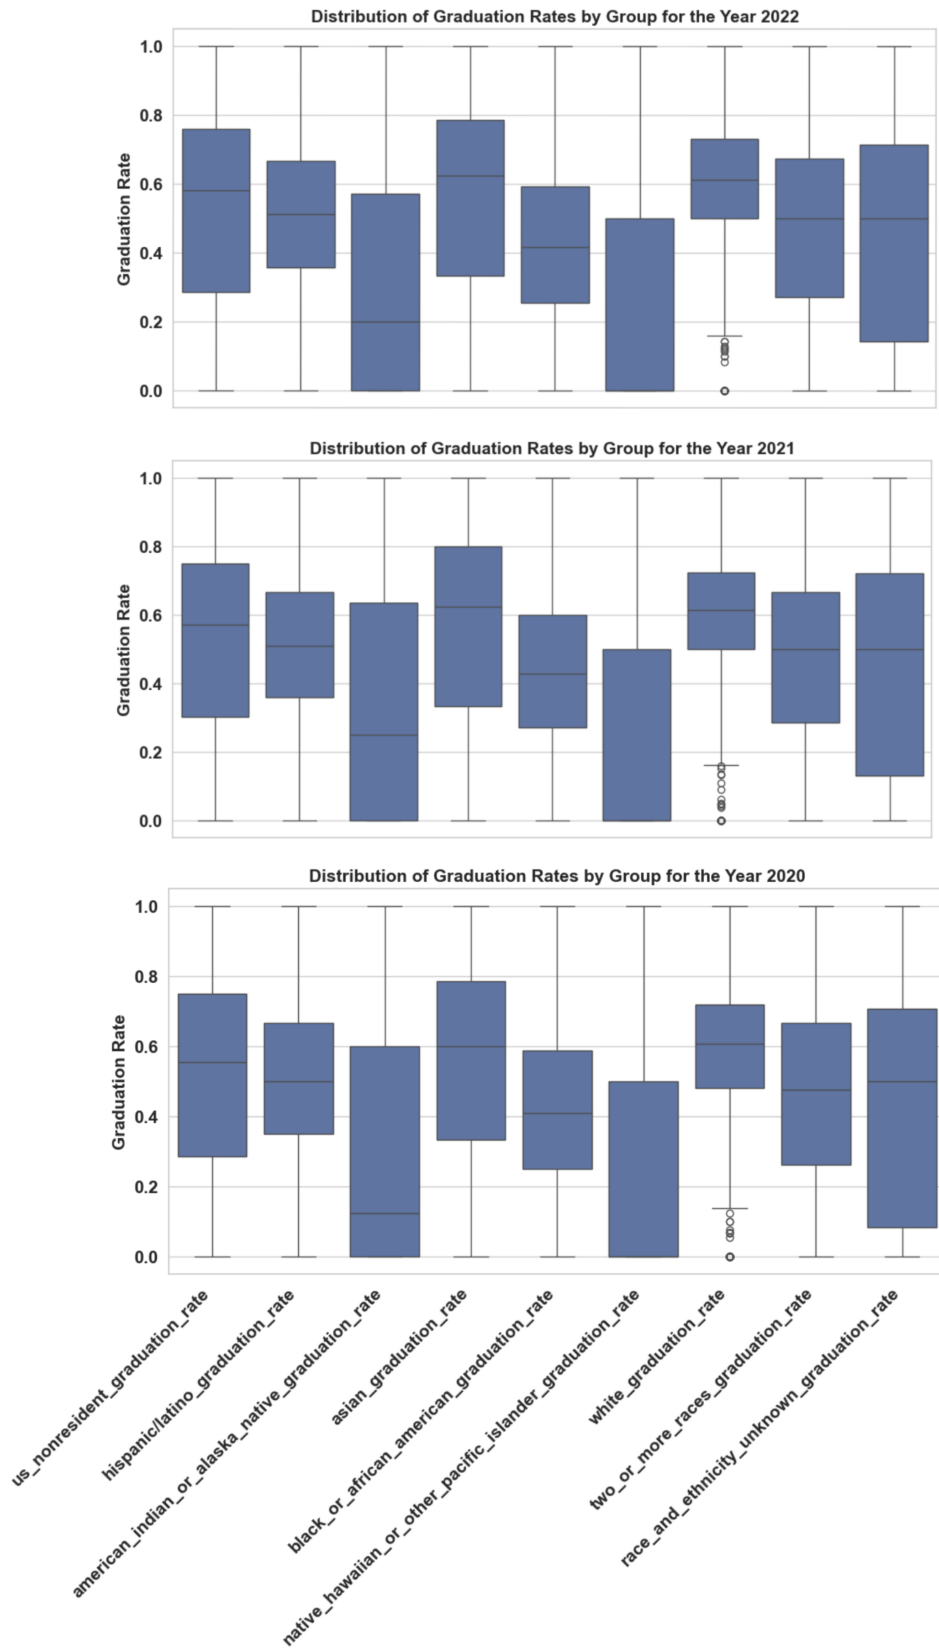 Distribution of Graduation Rates by Group for the Year 2022
Graduation Rate
1.0
0.8
0.6
0.4
0.2
0.0
Distribution of Graduation Rates by Group for the Year 2021
Graduation Rate
1.0
0.8
0.6
0.4
0.2
0.0
Distribution of Graduation Rates by Group for the Year 2020
Graduation Rate
1.0
0.8
0.6
0.4
0.2
0.0
us_nonresident_graduation_rate
hispanic/latino_graduation_rate
american_indian_or_alaska_native_graduation_rate
asian_graduation_rate
black_or_african_american_graduation_rate
native_hawaiian_or_other_pacific_islander_graduation_rate
white_graduation_rate
two_or_more_races_graduation_rate
race_and_ethnicity_unknown_graduation_rate